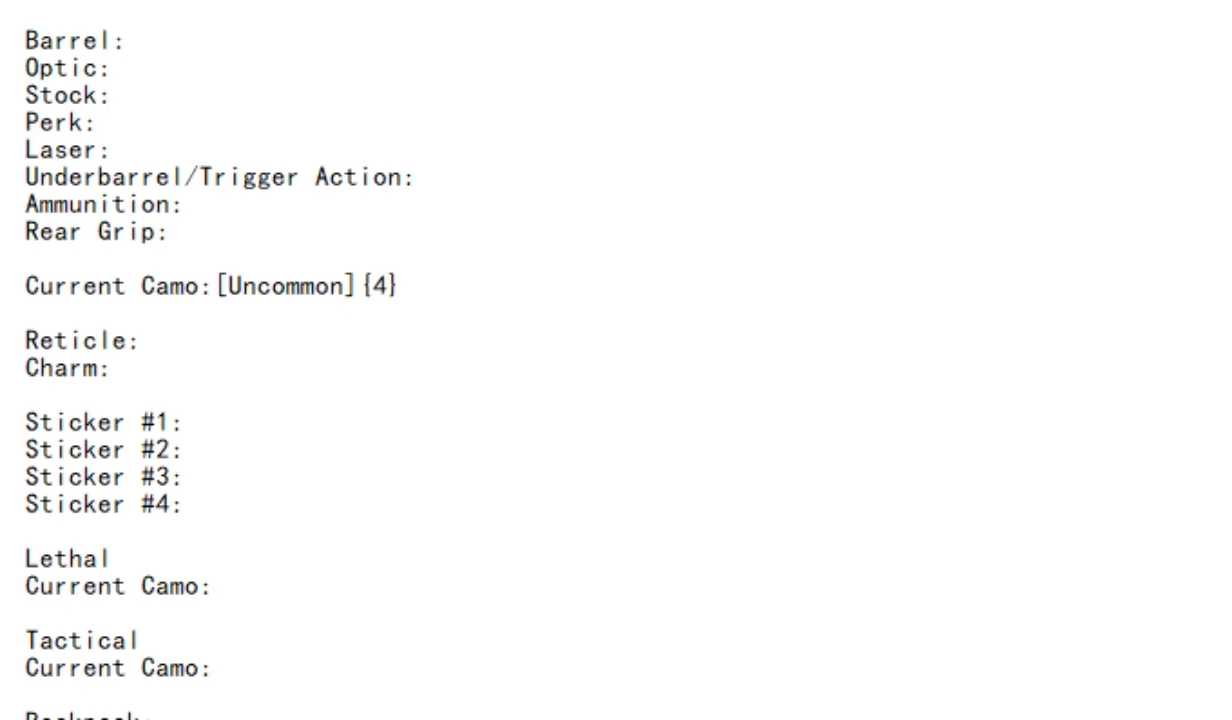 Barrel:
Optic:
Stock:
Perk:
Laser:
Underbarrel/Trigger Action:
Ammunition:
Rear Grip:
Current Camo:[Uncommon]{4}
Reticle:
Charm:
Sticker #1:
Sticker #2:
Sticker #3:
Sticker #4:
Lethal
Current Camo:
Tactical
Current Camo: